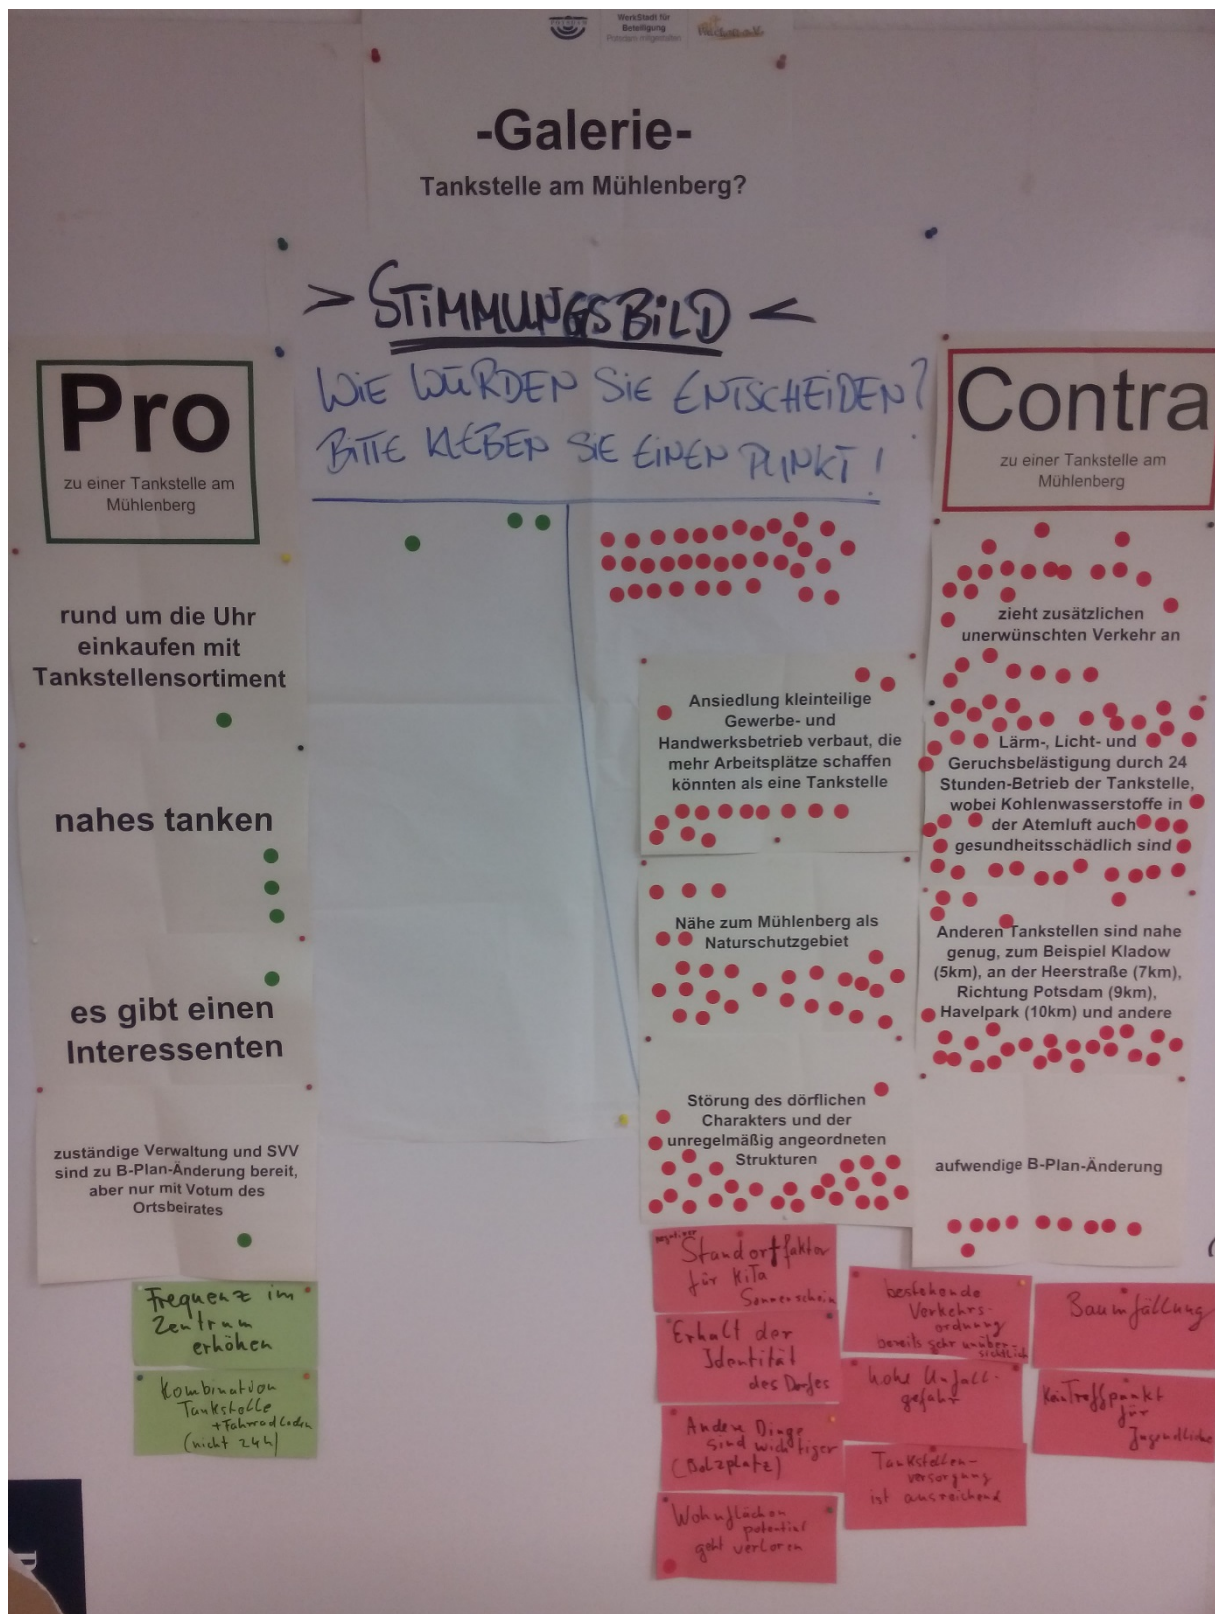 POTSDAM
WerkStadt für
Beteiligung
Potsdam mitgestalten
-Galerie-
Tankstelle am Mühlenberg?
> STIMMUNGSBILD <
WIE WÜRDEN SIE ENTSCHEIDEN?
BITTE KLEBEN SIE EINEN PUNKT!
Pro
zu einer Tankstelle am
Mühlenberg
rund um die Uhr
einkaufen mit
Tankstellensortiment
nahes tanken
es gibt einen
Interessenten
zuständige Verwaltung und SVV
sind zu B-Plan-Änderung bereit,
aber nur mit Votum des
Ortsbeirates
Frequenz im
Zentrum
erhöhen
Kombination
Tankstelle
+Fahrradladen
(nicht 24h)
Contra
zu einer Tankstelle am
Mühlenberg
zieht zusätzlichen
unerwünschten Verkehr an
Lärm-, Licht- und
Geruchsbelästigung durch 24
Stunden-Betrieb der Tankstelle,
wobei Kohlenwasserstoffe in
der Atemluft auch
gesundheitsschädlich sind
Anderen Tankstellen sind nahe
genug, zum Beispiel Kladow
(5km), an der Heerstraße (7km),
Richtung Potsdam (9km),
Havelpark (10km) und andere
aufwendige B-Plan-Änderung
Ansiedlung kleinteilige
Gewerbe- und
Handwerksbetrieb verbaut, die
mehr Arbeitsplätze schaffen
könnten als eine Tankstelle
Nähe zum Mühlenberg als
Naturschutzgebiet
Störung des dörflichen
Charakters und der
unregelmäßig angeordneten
Strukturen
negativer
Standortfaktor
für KiTa
Sonnenschein
Erhalt der
Identität
des Dorfes
Andere Dinge
sind wichtiger
(Bolzplatz)
Wohnflächen
potential
geht verloren
bestehende
Verkehrs-
ordnung
bereits sehr unüber-
sichtlich
hohe Unfall-
gefahr
Tankstellen-
versorgung
ist ausreichend
Baumfällung
Kein Treffpunkt
für
Jugendliche